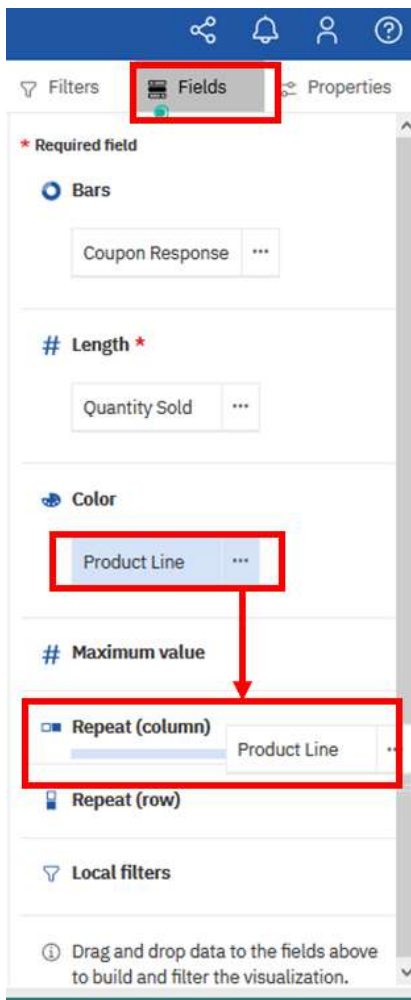 Filters Fields Properties
* Required field
Bars
Coupon Response ...
# Length *
Quantity Sold ...
Color
Product Line ...
# Maximum value
Repeat (column)
Product Line ...
Repeat (row)
Local filters
Drag and drop data to the fields above
to build and filter the visualization.